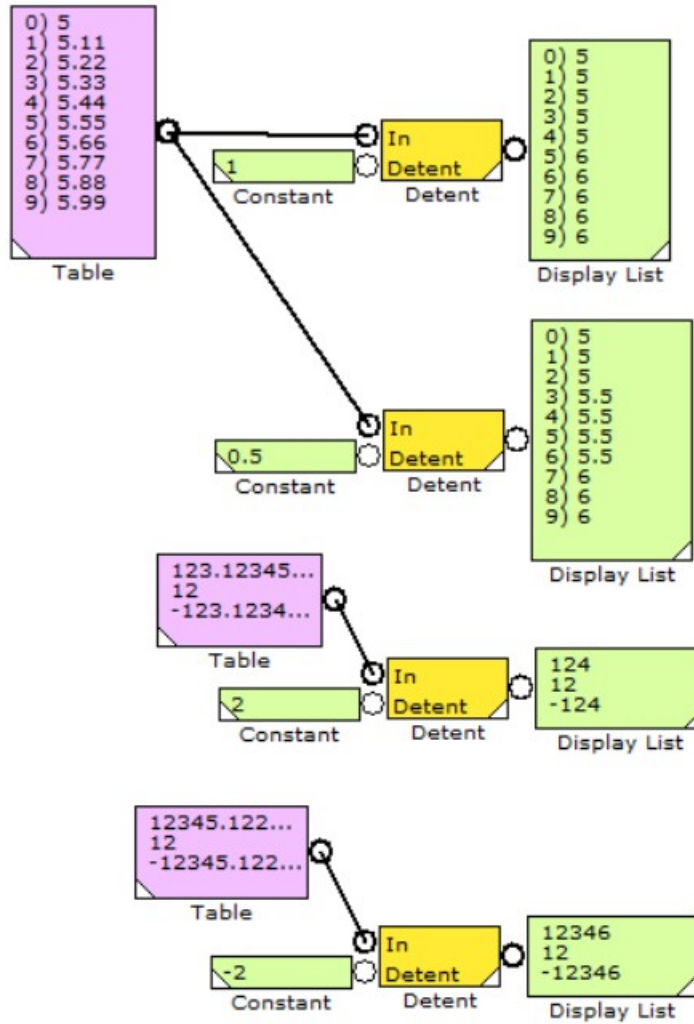 0) 5
1) 5.11
2) 5.22
3) 5.33
4) 5.44
5) 5.55
6) 5.66
7) 5.77
8) 5.88
9) 5.99
Table
1
Constant
In
Detent
Detent
0) 5
1) 5
2) 5
3) 5
4) 5
5) 6
6) 6
7) 6
8) 6
9) 6
Display List
0.5
Constant
In
Detent
Detent
0) 5
1) 5
2) 5
3) 5.5
4) 5.5
5) 5.5
6) 5.5
7) 6
8) 6
9) 6
Display List
123.12345...
12
-123.1234...
Table
2
Constant
In
Detent
Detent
124
12
-124
Display List
12345.122...
12
-12345.122...
Table
-2
Constant
In
Detent
Detent
12346
12
-12346
Display List